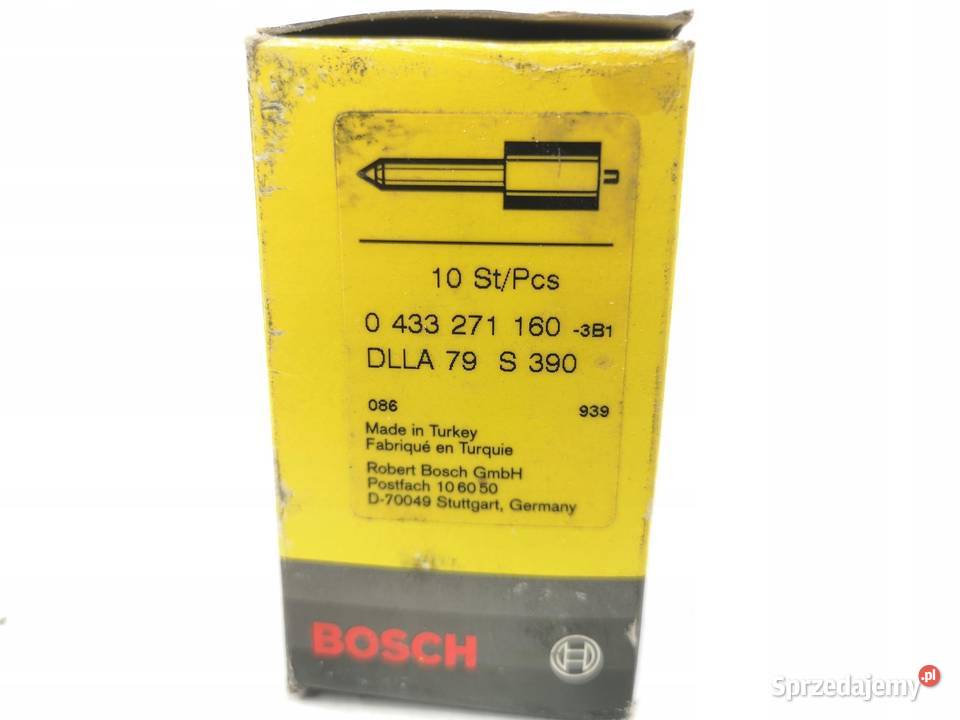 10 St/Pcs
0 433 271 160 -3B1
DLLA 79 S 390
086 939
Made in Turkey
Fabriqué en Turquie
Robert Bosch GmbH
Postfach 10 60 50
D-70049 Stuttgart, Germany
BOSCH
Sprzedajemy.pl